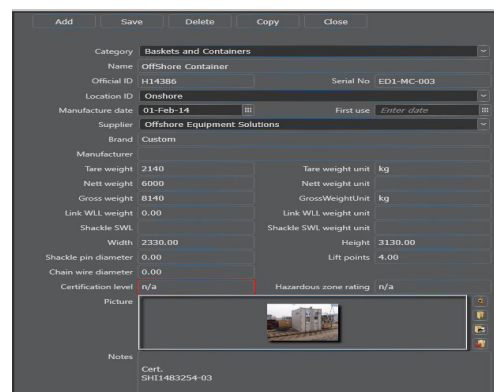 Add Save Delete Copy Close
Category Baskets and Containers
Name OffShore Container
Official ID H14386 Serial No ED1-MC-003
Location ID Onshore
Manufacture date 01-Feb-14 First use Enter date
Supplier Offshore Equipment Solutions
Brand Custom
Manufacturer
Tare weight 2140 Tare weight unit kg
Nett weight 6000 Nett weight unit
Gross weight 8140 GrossWeightUnit kg
Link WLL weight 0.00 Link WLL weight unit
Shackle SWL Shackle SWL weight unit
Width 2330.00 Height 3130.00
Shackle pin diameter 0.00 Lift points 4.00
Chain wire diameter 0.00
Certification level n/a Hazardous zone rating n/a
Picture
Notes
Cert.
SHI1483254-03